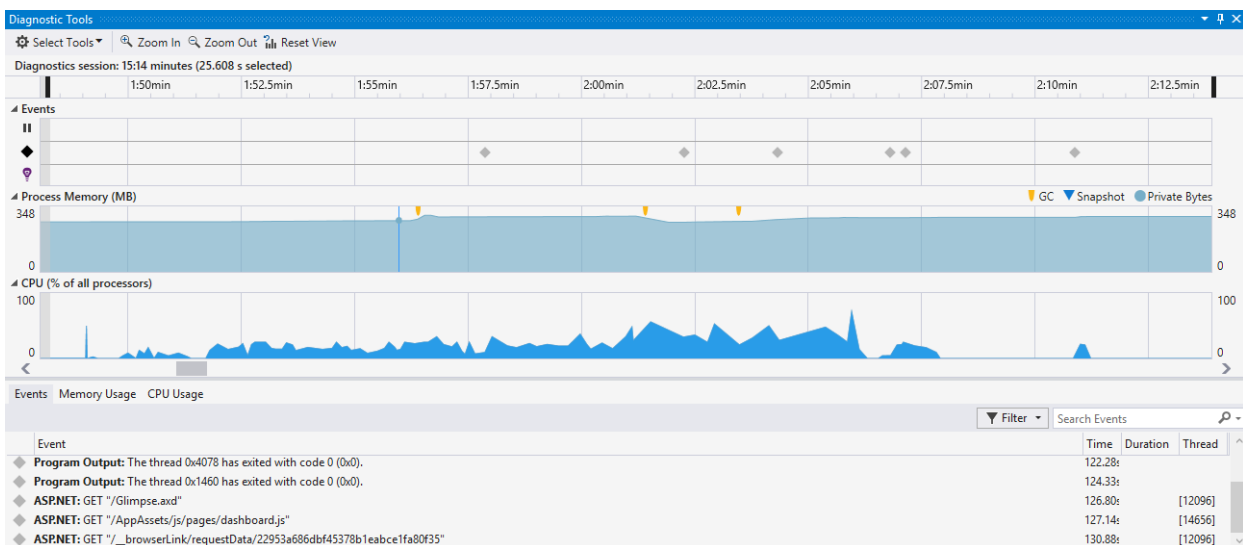 Diagnostic Tools
Select Tools Zoom In Zoom Out Reset View
Diagnostics session: 15:14 minutes (25.608 s selected)
1:50min 1:52.5min 1:55min 1:57.5min 2:00min 2:02.5min 2:05min 2:07.5min 2:10min 2:12.5min
Events
Process Memory (MB) GC Snapshot Private Bytes
348 348
0 0
CPU (% of all processors)
100 100
0 0
Events Memory Usage CPU Usage
Filter Search Events
Event Time Duration Thread
Program Output: The thread 0x4078 has exited with code 0 (0x0). 122.28s
Program Output: The thread 0x1460 has exited with code 0 (0x0). 124.33s
ASP.NET: GET "/Glimpse.axd" 126.80s [12096]
ASP.NET: GET "/AppAssets/js/pages/dashboard.js" 127.14s [14656]
ASP.NET: GET "/__browserLink/requestData/22953a686dbf45378b1eabce1fa80f35" 130.88s [12096]